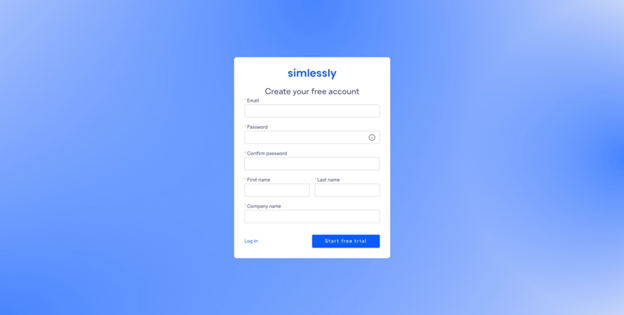 simlessly
Create your free account
* Email
* Password
* Confirm password
* First name * Last name
* Company name
Log in Start free trial